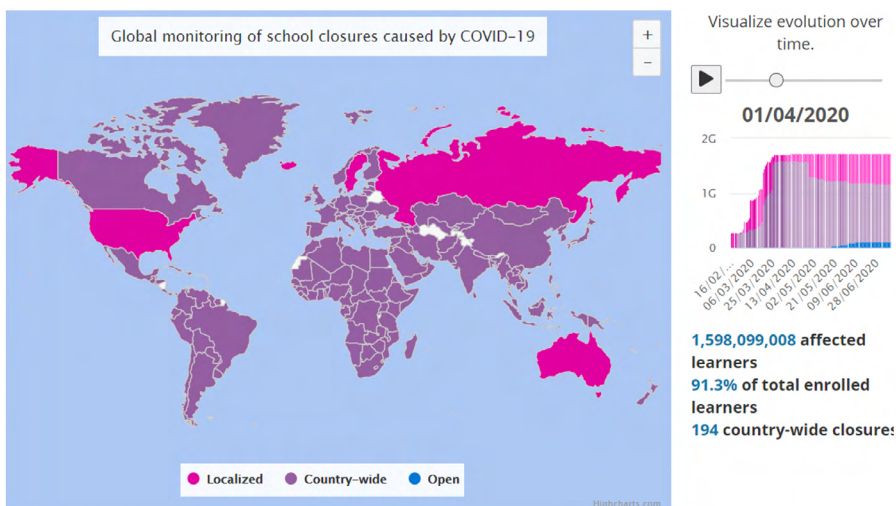 Global monitoring of school closures caused by COVID-19
+
−
Localized
Country-wide
Open
Highcharts.com
Visualize evolution over
time.
01/04/2020
2G
1G
0
16/02/...
06/03/2020
25/03/2020
13/04/2020
02/05/2020
21/05/2020
09/06/2020
28/06/2020
1,598,099,008 affected
learners
91.3% of total enrolled
learners
194 country-wide closures